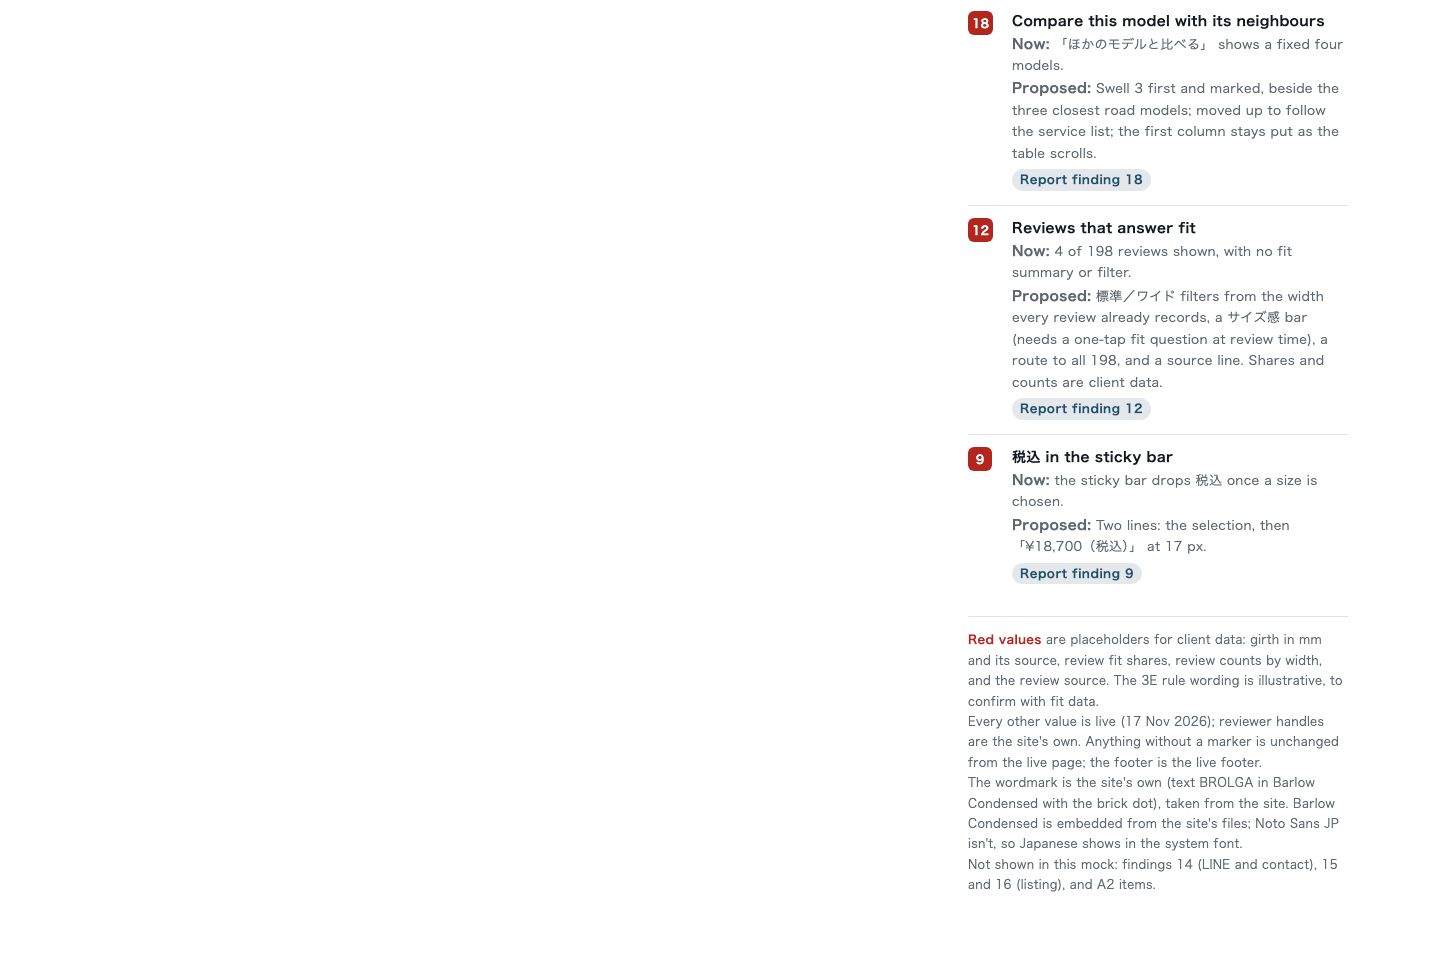 18 Compare this model with its neighbours
Now: 「ほかのモデルと比べる」 shows a fixed four
models.
Proposed: Swell 3 first and marked, beside the
three closest road models; moved up to follow
the service list; the first column stays put as the
table scrolls.
Report finding 18
12 Reviews that answer fit
Now: 4 of 198 reviews shown, with no fit
summary or filter.
Proposed: 標準／ワイド filters from the width
every review already records, a サイズ感 bar
(needs a one-tap fit question at review time), a
route to all 198, and a source line. Shares and
counts are client data.
Report finding 12
9 税込 in the sticky bar
Now: the sticky bar drops 税込 once a size is
chosen.
Proposed: Two lines: the selection, then
「¥18,700（税込）」 at 17 px.
Report finding 9
Red values are placeholders for client data: girth in mm
and its source, review fit shares, review counts by width,
and the review source. The 3E rule wording is illustrative, to
confirm with fit data.
Every other value is live (17 Nov 2026); reviewer handles
are the site's own. Anything without a marker is unchanged
from the live page; the footer is the live footer.
The wordmark is the site's own (text BROLGA in Barlow
Condensed with the brick dot), taken from the site. Barlow
Condensed is embedded from the site's files; Noto Sans JP
isn't, so Japanese shows in the system font.
Not shown in this mock: findings 14 (LINE and contact), 15
and 16 (listing), and A2 items.